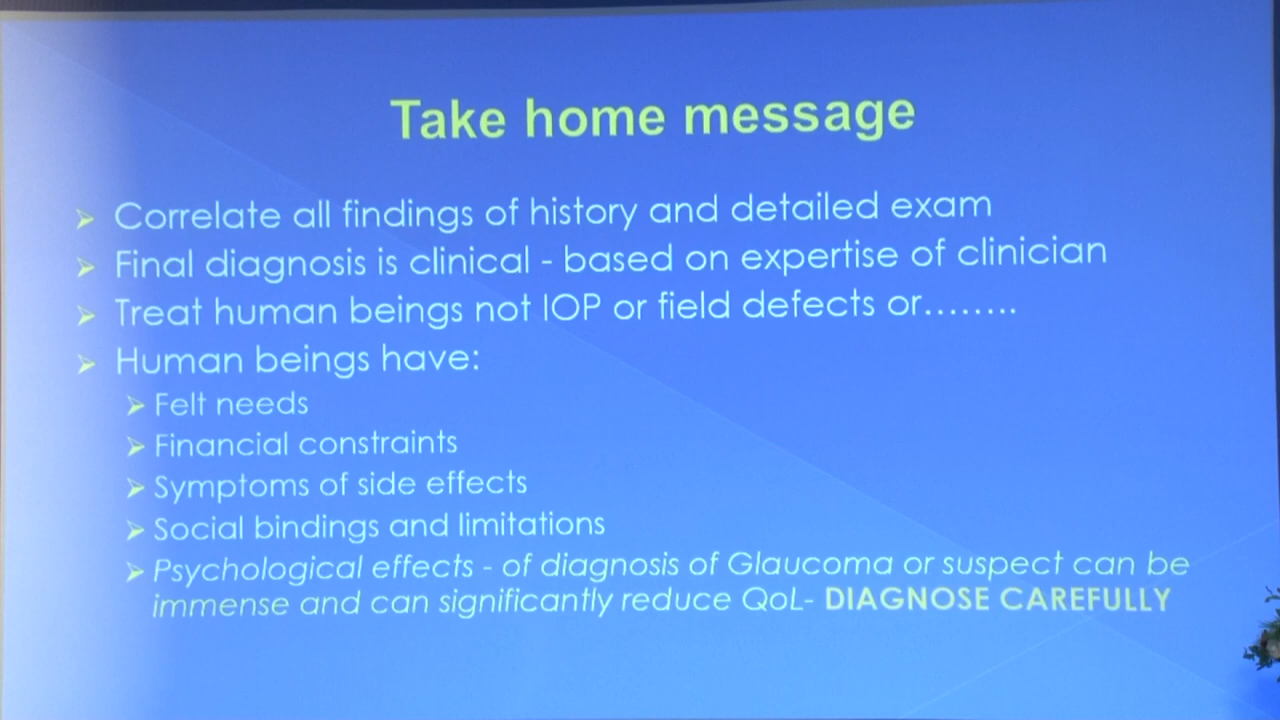 Take home message
➢ Correlate all findings of history and detailed exam
➢ Final diagnosis is clinical - based on expertise of clinician
➢ Treat human beings not IOP or field defects or........
➢ Human beings have:
➢ Felt needs
➢ Financial constraints
➢ Symptoms of side effects
➢ Social bindings and limitations
➢ Psychological effects - of diagnosis of Glaucoma or suspect can be
immense and can significantly reduce QoL- DIAGNOSE CAREFULLY